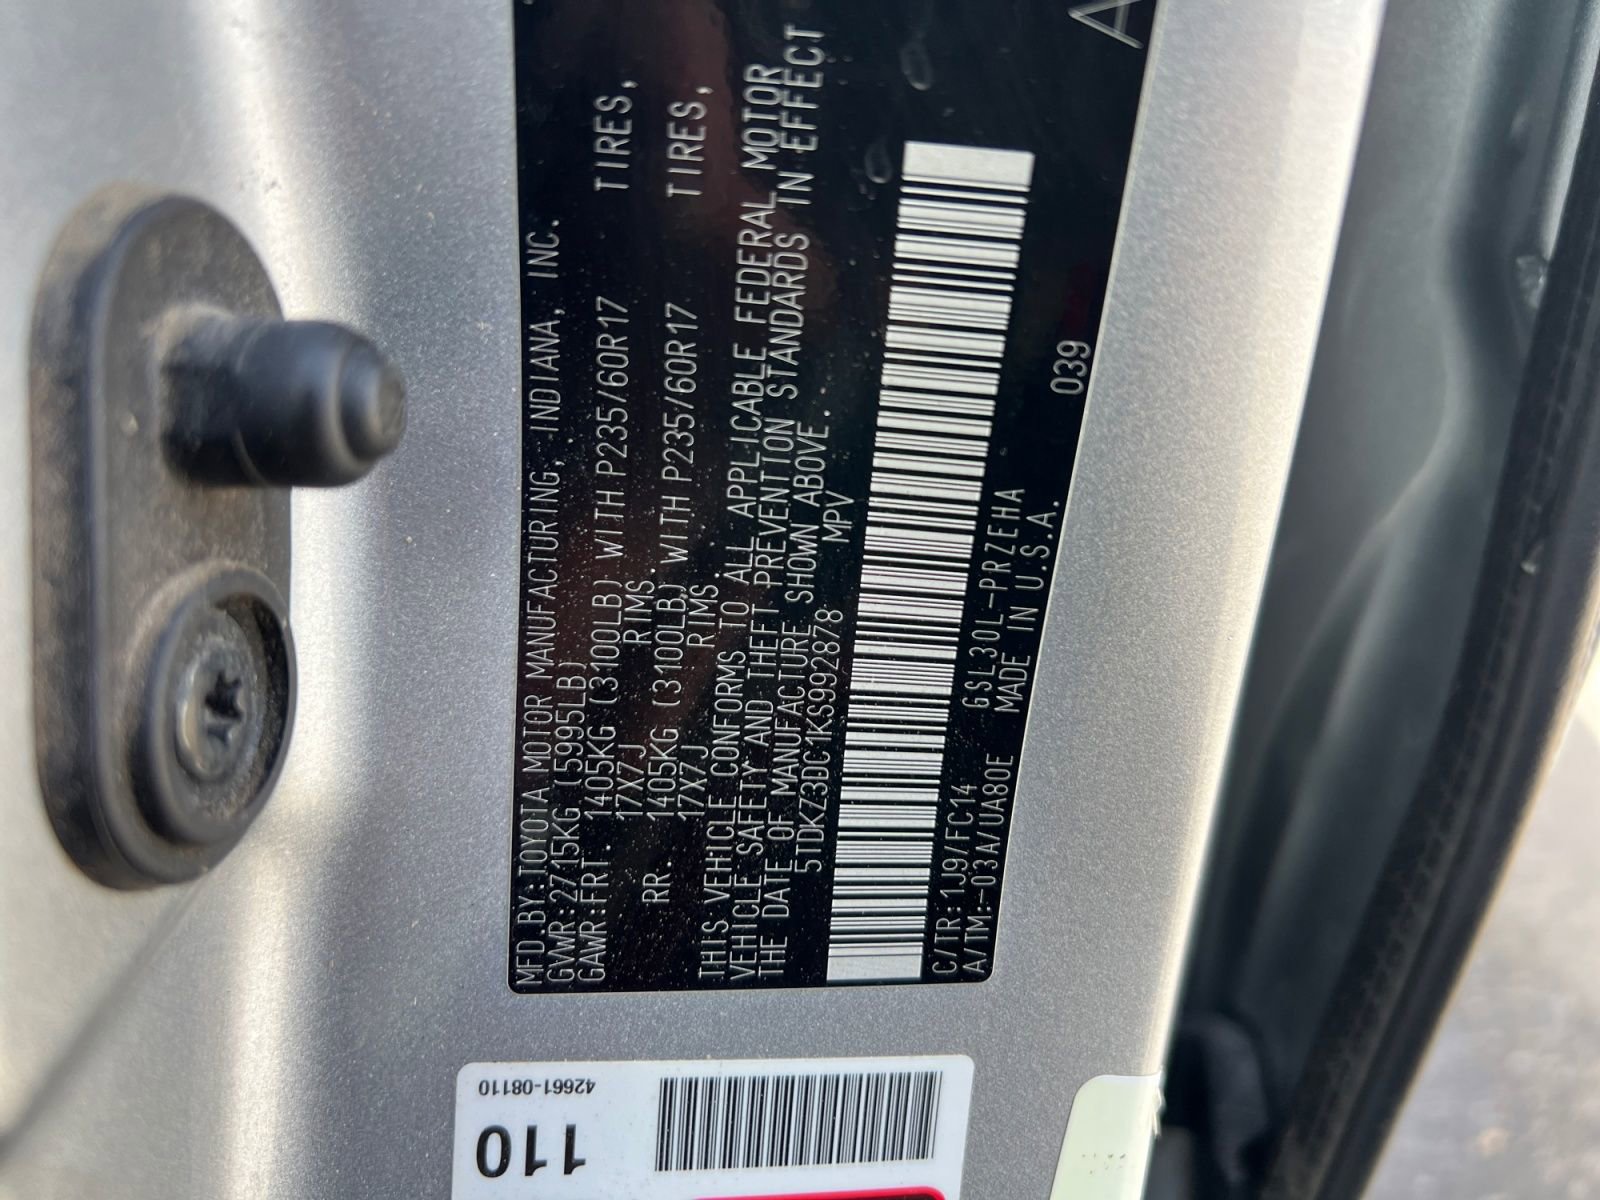 MFD.BY:TOYOTA MOTOR MANUFACTURING, INDIANA, INC.
GVWR:2715KG(5995LB)
GAWR:FRT. 1405KG (3100LB) WITH P235/60R17 TIRES,
17X7J RIMS.
RR. 1405KG (3100LB) WITH P235/60R17 TIRES,
17X7J RIMS.
THIS VEHICLE CONFORMS TO ALL APPLICABLE FEDERAL MOTOR
VEHICLE SAFETY AND THEFT PREVENTION STANDARDS IN EFFECT
THE DATE OF MANUFACTURE SHOWN ABOVE.
5TDKZ3DC1KS992878 MPV
039
C/TR:1J9/FC14 GSL30L-PRZEHA
A/TM:-03A/UA80E MADE IN U.S.A.
42661-08110
110